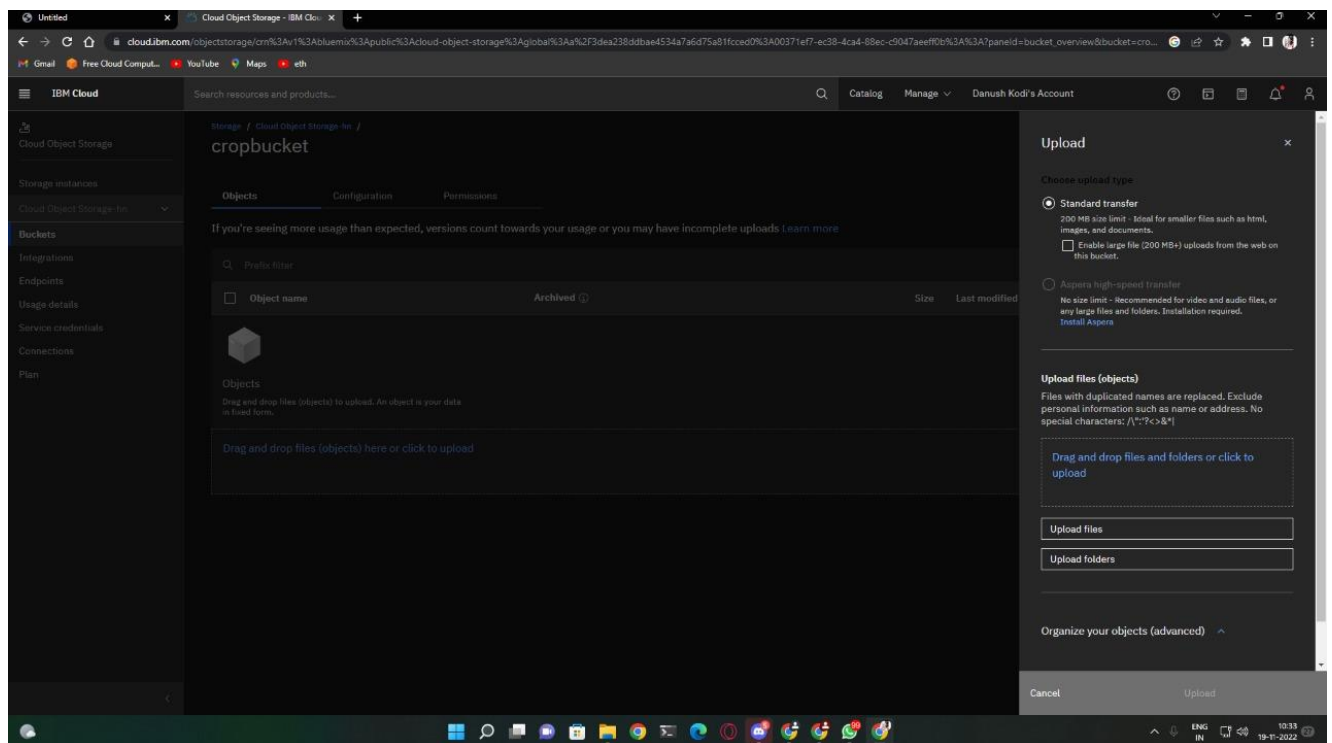 Untitled
Cloud Object Storage - IBM Clou
cloud.ibm.com/objectstorage/crn%3Av1%3Abluemix%3Apublic%3Acloud-object-storage%3Aglobal%3Aa%2F3dea238ddbae4534a7a6d75a81fcced0%3A00371ef7-ec38-4ca4-88ec-c9047aeeff0b%3A%3A?paneId=bucket_overview&bucket=cro...
Gmail
Free Cloud Comput...
YouTube
Maps
eth
IBM Cloud
Search resources and products...
Catalog
Manage
Danush Kodi's Account
Cloud Object Storage
Storage instances
Cloud Object Storage-hn
Buckets
Integrations
Endpoints
Usage details
Service credentials
Connections
Plan
Storage / Cloud Object Storage-hn /
cropbucket
Objects
Configuration
Permissions
If you're seeing more usage than expected, versions count towards your usage or you may have incomplete uploads Learn more
Prefix filter
Object name
Archived
Size
Last modified
Objects
Drag and drop files (objects) to upload. An object is your data
in fixed form.
Drag and drop files (objects) here or click to upload
Upload
Choose upload type
Standard transfer
200 MB size limit - Ideal for smaller files such as html,
images, and documents.
Enable large file (200 MB+) uploads from the web on
this bucket.
Aspera high-speed transfer
No size limit - Recommended for video and audio files, or
any large files and folders. Installation required.
Install Aspera
Upload files (objects)
Files with duplicated names are replaced. Exclude
personal information such as name or address. No
special characters: /\":'?<>&*|
Drag and drop files and folders or click to
upload
Upload files
Upload folders
Organize your objects (advanced)
Cancel
Upload
99
ENG
IN
10:33
19-11-2022